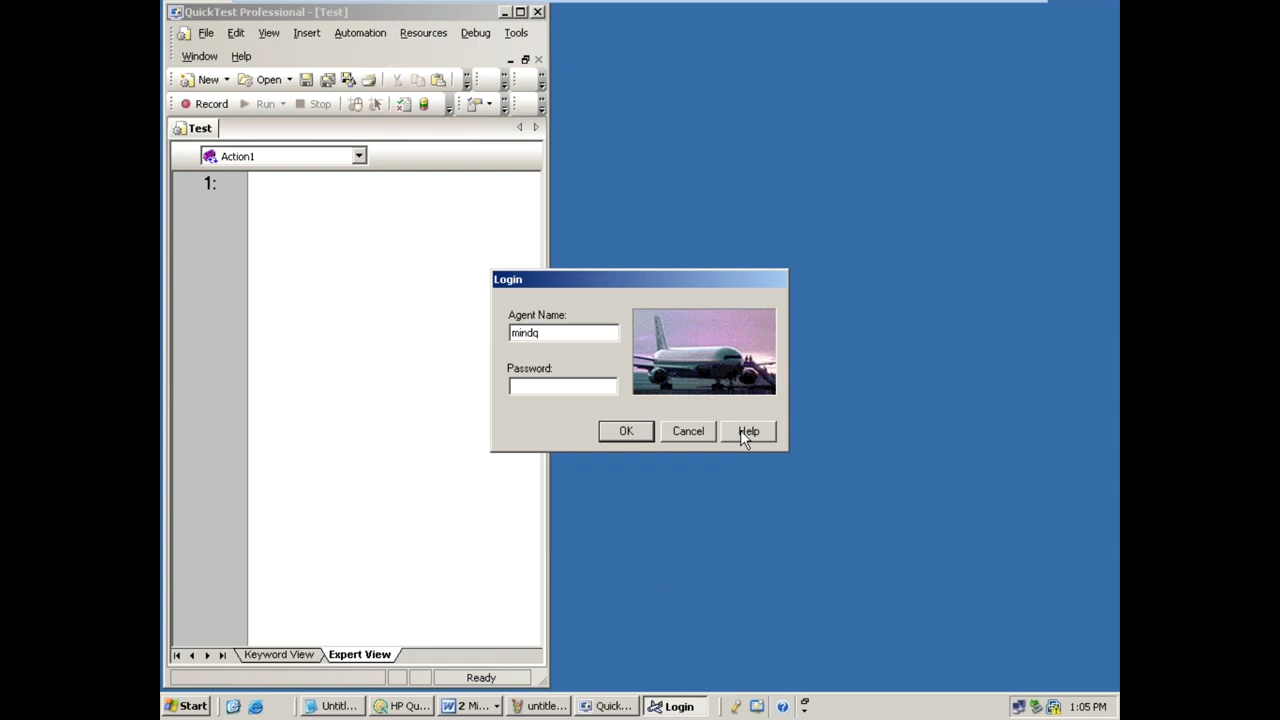 QuickTest Professional - [Test]
File Edit View Insert Automation Resources Debug Tools
Window Help
New Open
Record Run Stop
Test
Action1
1:
Login
Agent Name:
mindq
Password:
OK Cancel Help
Keyword View Expert View
Ready
Start Untitl... HP Qu... 2 Mi... untitle... Quick... Login 1:05 PM